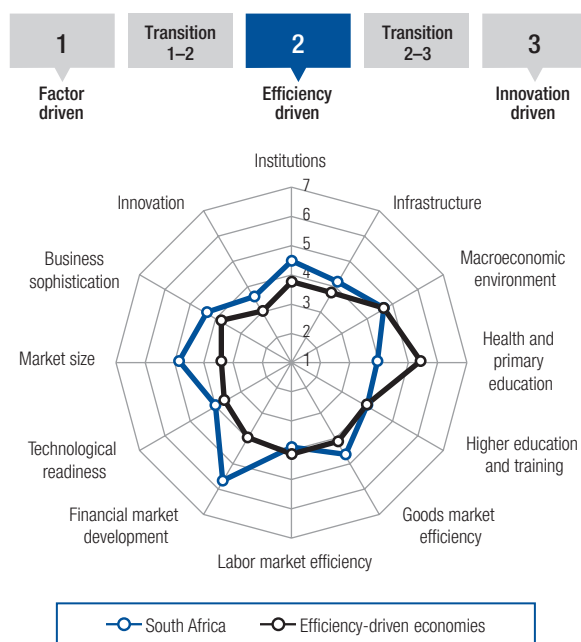 1
Transition
1–2
2
Transition
2–3
3
Factor
driven
Efficiency
driven
Innovation
driven
Institutions
7
6
5
4
3
2
1
Infrastructure
Macroeconomic
environment
Health and
primary
education
Higher education
and training
Goods market
efficiency
Labor market efficiency
Financial market
development
Technological
readiness
Market size
Business
sophistication
Innovation
South Africa
Efficiency-driven economies